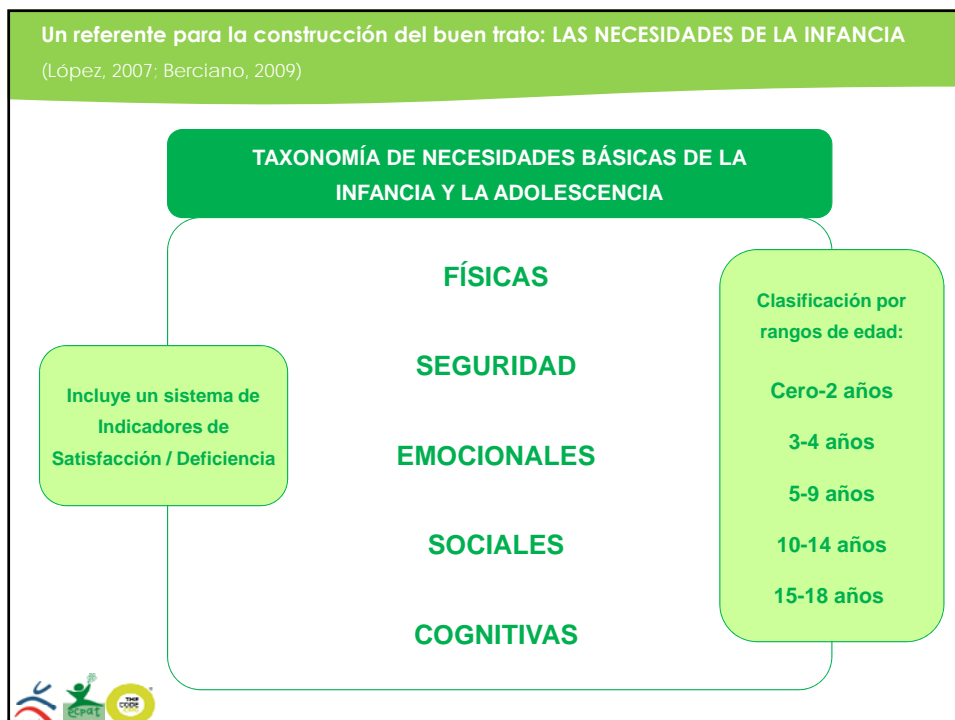 Un referente para la construcción del buen trato: LAS NECESIDADES DE LA INFANCIA
(López, 2007; Berciano, 2009)
TAXONOMÍA DE NECESIDADES BÁSICAS DE LA
INFANCIA Y LA ADOLESCENCIA
Incluye un sistema de
Indicadores de
Satisfacción / Deficiencia
FÍSICAS
SEGURIDAD
EMOCIONALES
SOCIALES
COGNITIVAS
Clasificación por
rangos de edad:
Cero-2 años
3-4 años
5-9 años
10-14 años
15-18 años
ecpat
THE
CODE